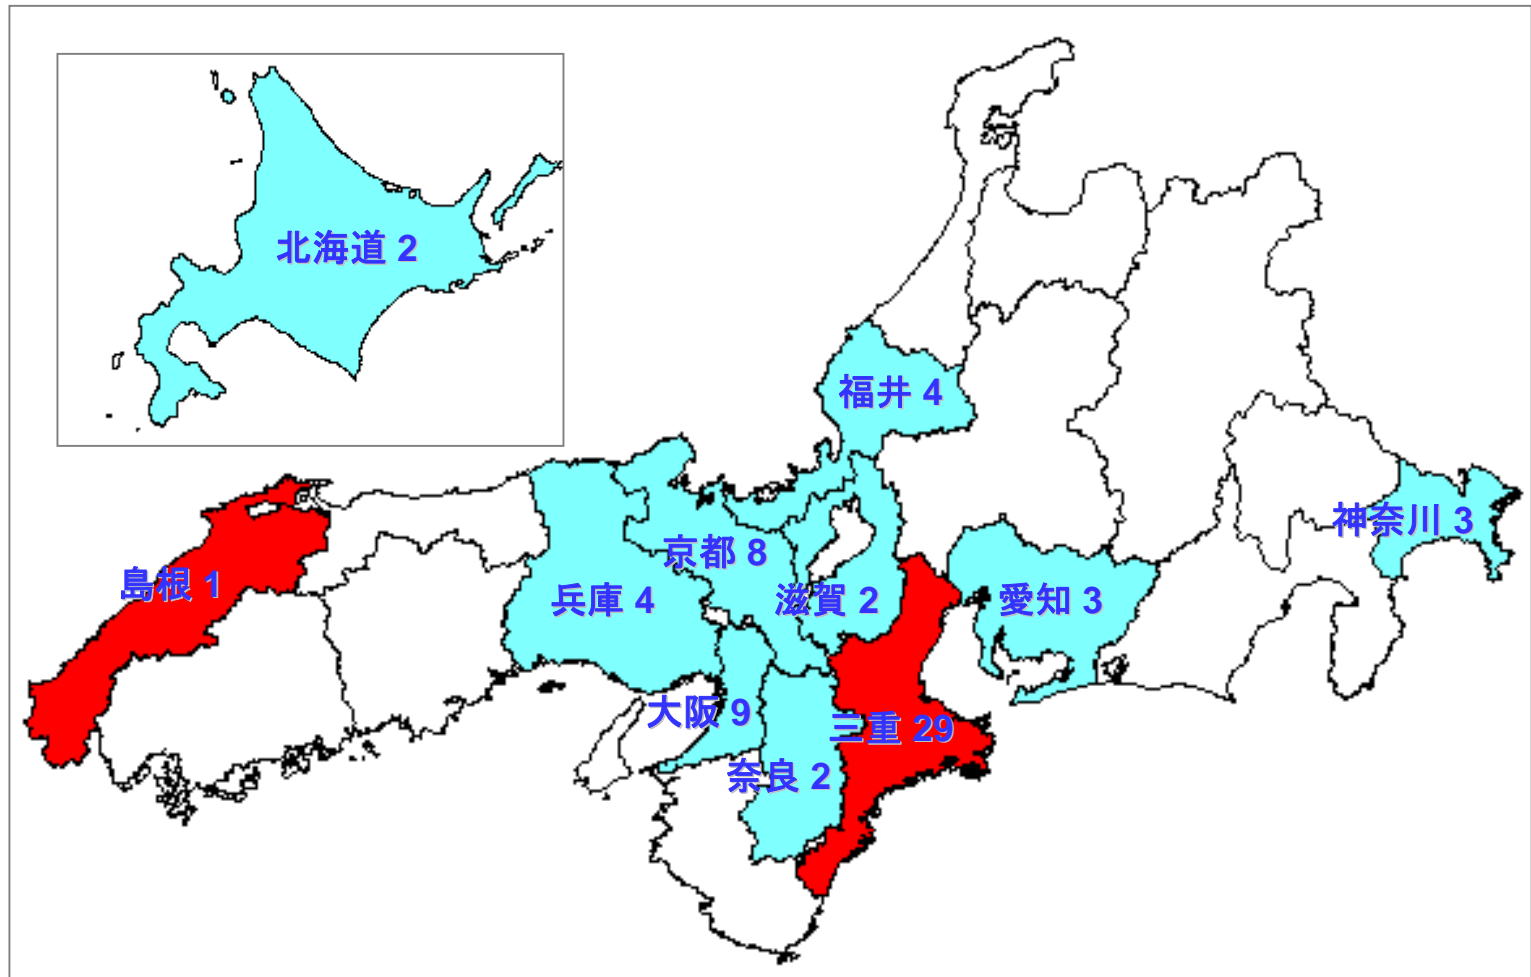 北海道 2
福井 4
神奈川 3
京都 8
島根 1
兵庫 4
滋賀 2
愛知 3
大阪 9
三重 29
奈良 2